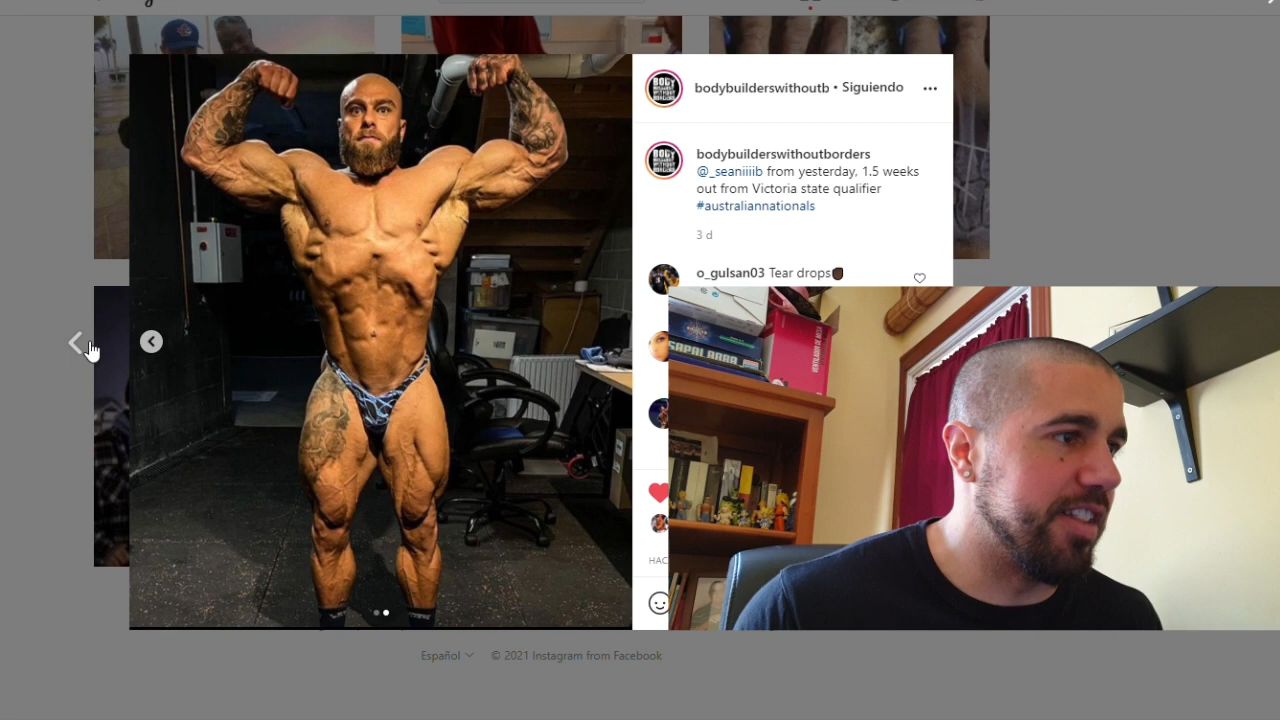 bodybuilderswithoutb • Siguiendo
bodybuilderswithoutborders
@_seaniiiib from yesterday, 1.5 weeks
out from Victoria state qualifier
#australiannationals
3 d
o_gulsan03 Tear drops
HAC
Español
© 2021 Instagram from Facebook